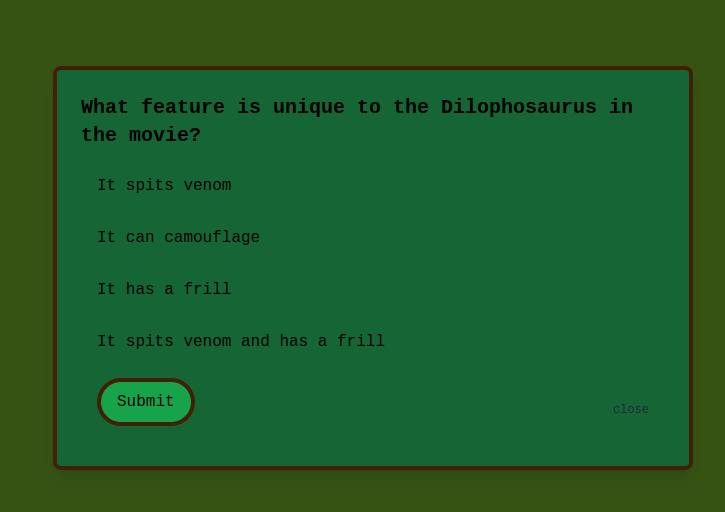 What feature is unique to the Dilophosaurus in
the movie?
It spits venom
It can camouflage
It has a frill
It spits venom and has a frill
Submit
close